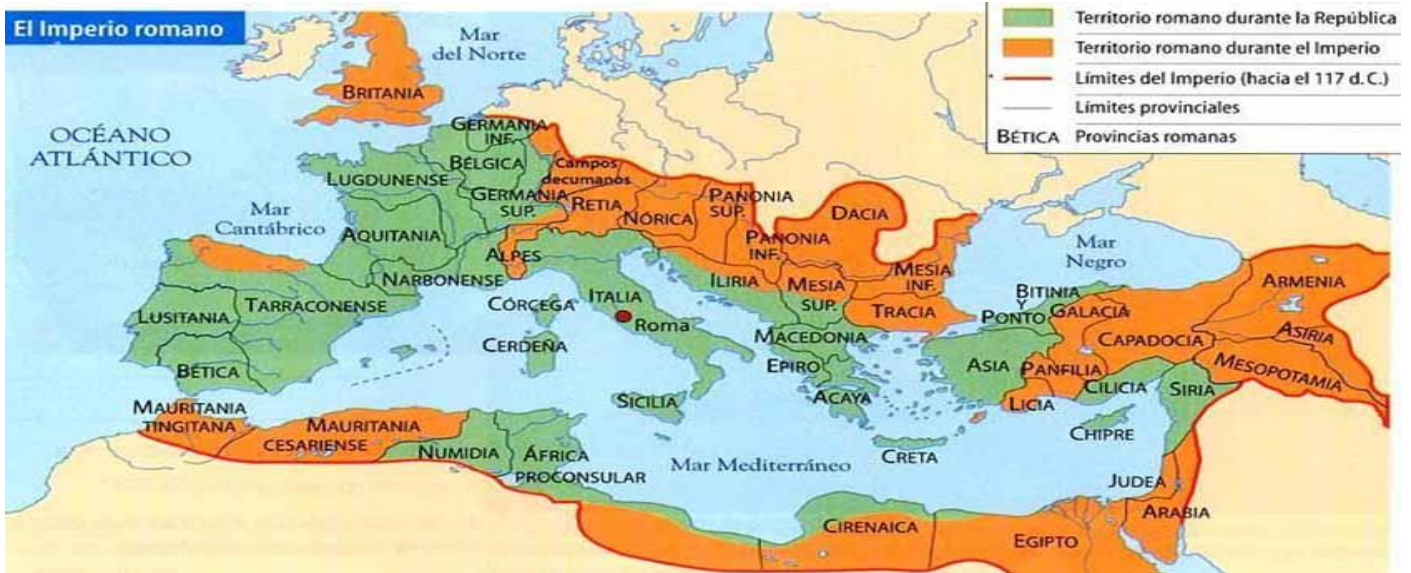 El Imperio romano
Territorio romano durante la República
Territorio romano durante el Imperio
Límites del Imperio (hacia el 117 d. C.)
Límites provinciales
BÉTICA Provincias romanas
Mar
del Norte
BRITANIA
OCÉANO
ATLÁNTICO
GERMANIA
INF.
BÉLGICA
Campos
decumanos
LUGDUNENSE
GERMANIA
SUP.
RETIA
NÓRICA
PANONIA
SUP.
DACIA
Mar
Cantábrico
AQUITANIA
ALPES
PANONIA
INF.
Mar
Negro
NARBONENSE
ILIRIA
MESIA
SUP.
MESIA
INF.
ARMENIA
TARRACONENSE
CÓRCEGA
ITALIA
Roma
TRACIA
BITINIA
Y
PONTO
GALACIA
LUSITANIA
CERDEÑA
MACEDONIA
CAPADOCIA
ASIRIA
BÉTICA
EPIRO
ASIA
PANFILIA
MESOPOTAMIA
CILICIA
SIRIA
SICILIA
ACAYA
LICIA
MAURITANIA
TINGITANA
MAURITANIA
CESARIENSE
NUMIDIA
ÁFRICA
PROCONSULAR
Mar Mediterráneo
CRETA
CHIPRE
JUDEA
ARABIA
CIRENAICA
EGIPTO